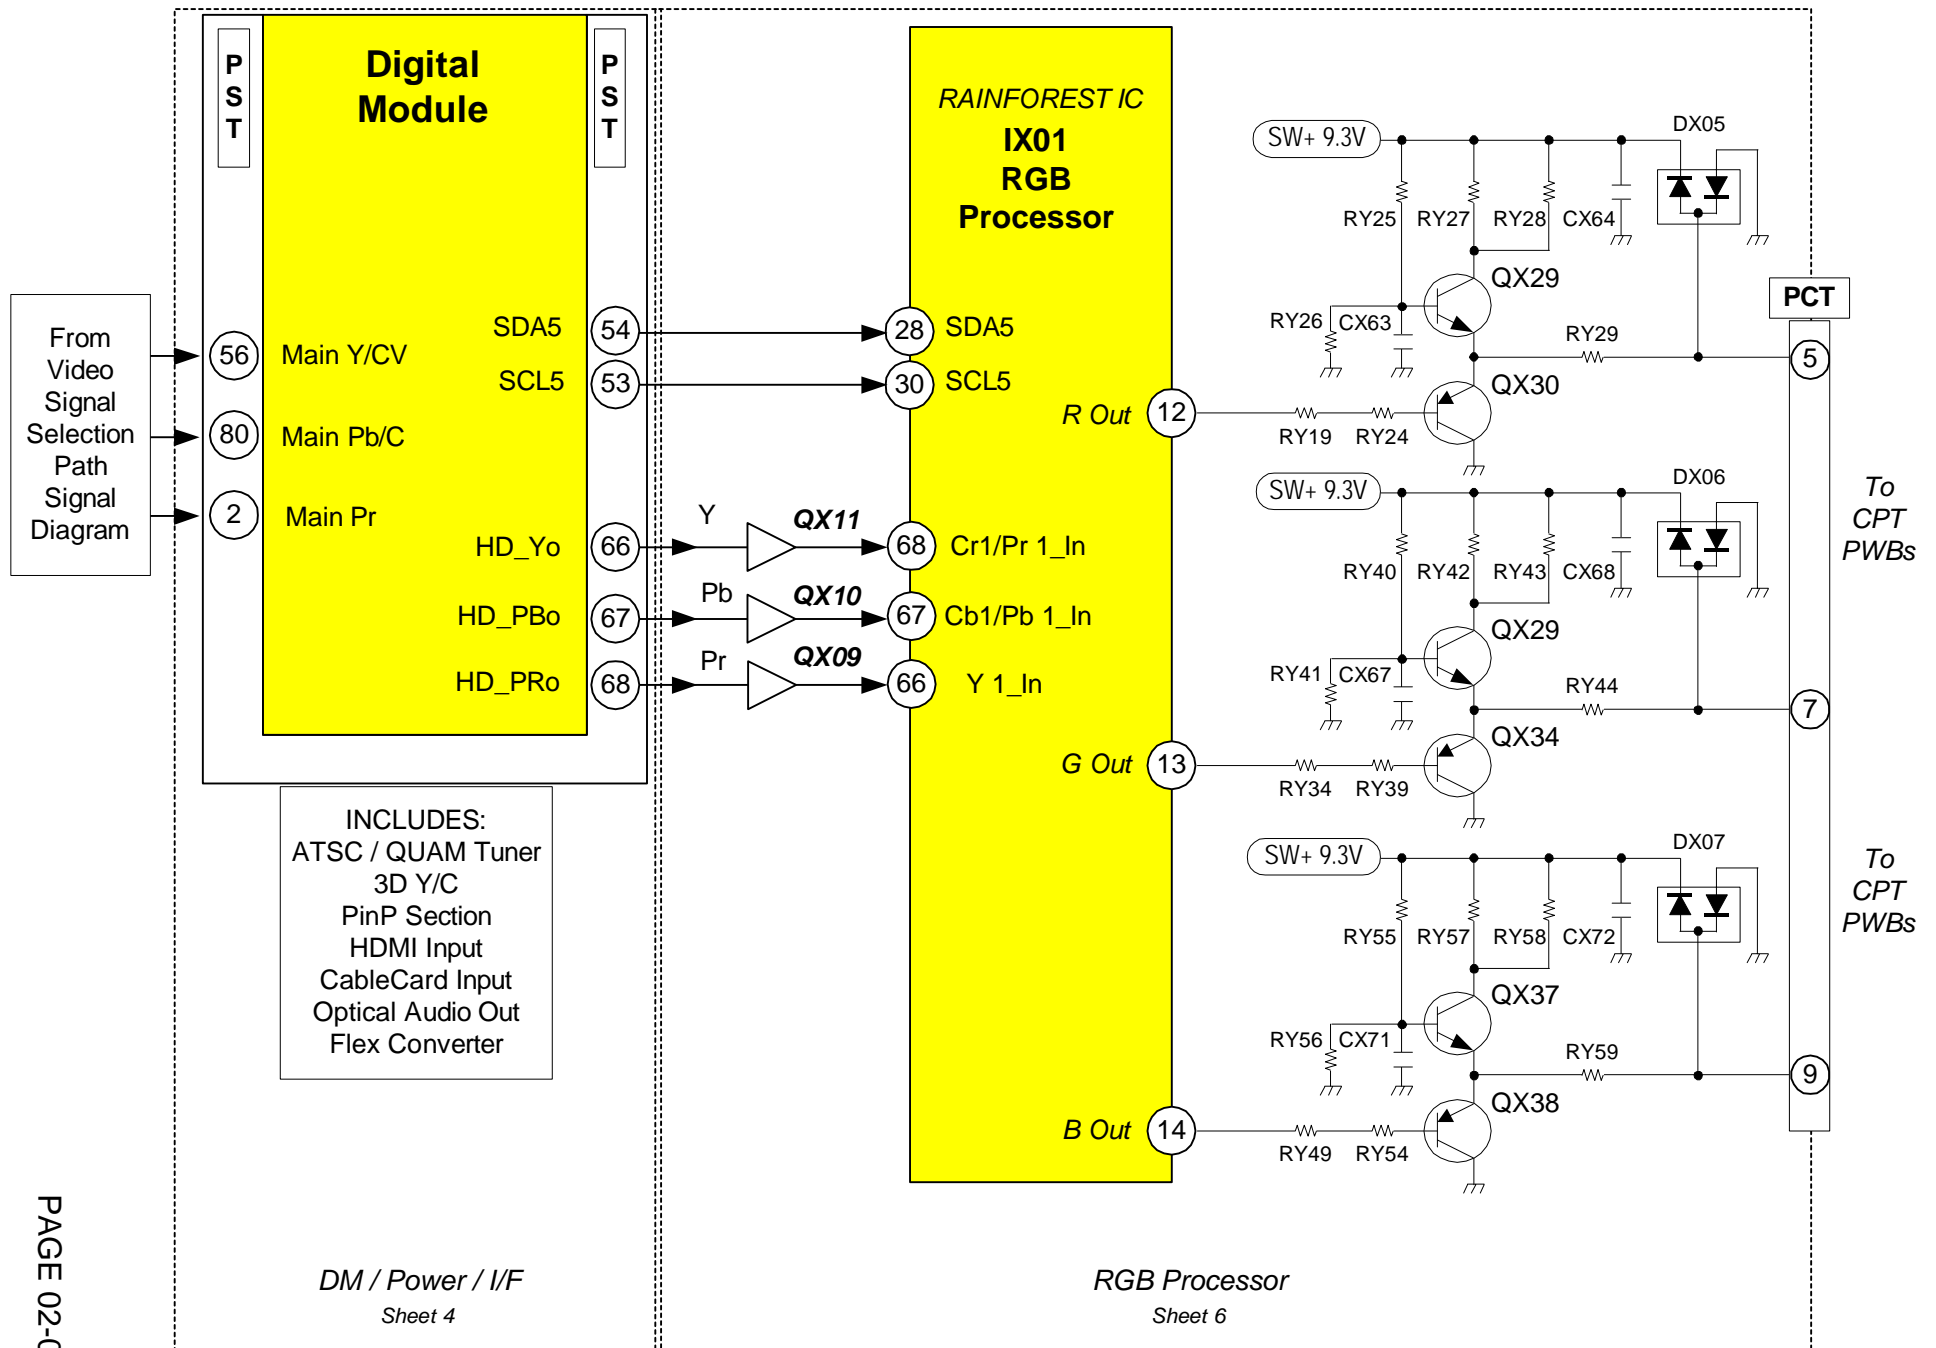 P
S
T
Digital
Module
P
S
T
From
Video
Signal
Selection
Path
Signal
Diagram
56 Main Y/CV
80 Main Pb/C
2 Main Pr
SDA5 54
SCL5 53
HD_Yo 66
HD_PBo 67
HD_PRo 68
Y QX11
Pb QX10
Pr QX09
INCLUDES:
ATSC / QUAM Tuner
3D Y/C
PinP Section
HDMI Input
CableCard Input
Optical Audio Out
Flex Converter
DM / Power / I/F
Sheet 4
RAINFOREST IC
IX01
RGB
Processor
28 SDA5
30 SCL5
68 Cr1/Pr 1_In
67 Cb1/Pb 1_In
66 Y 1_In
R Out 12
G Out 13
B Out 14
SW+ 9.3V
DX05
RY25 RY27 RY28 CX64
QX29
RY26 CX63
RY29
QX30
RY19 RY24
SW+ 9.3V
DX06
RY40 RY42 RY43 CX68
QX29
RY41 CX67
RY44
QX34
RY34 RY39
SW+ 9.3V
DX07
RY55 RY57 RY58 CX72
QX37
RY56 CX71
RY59
QX38
RY49 RY54
PCT
5
7
9
To
CPT
PWBs
To
CPT
PWBs
RGB Processor
Sheet 6
PAGE